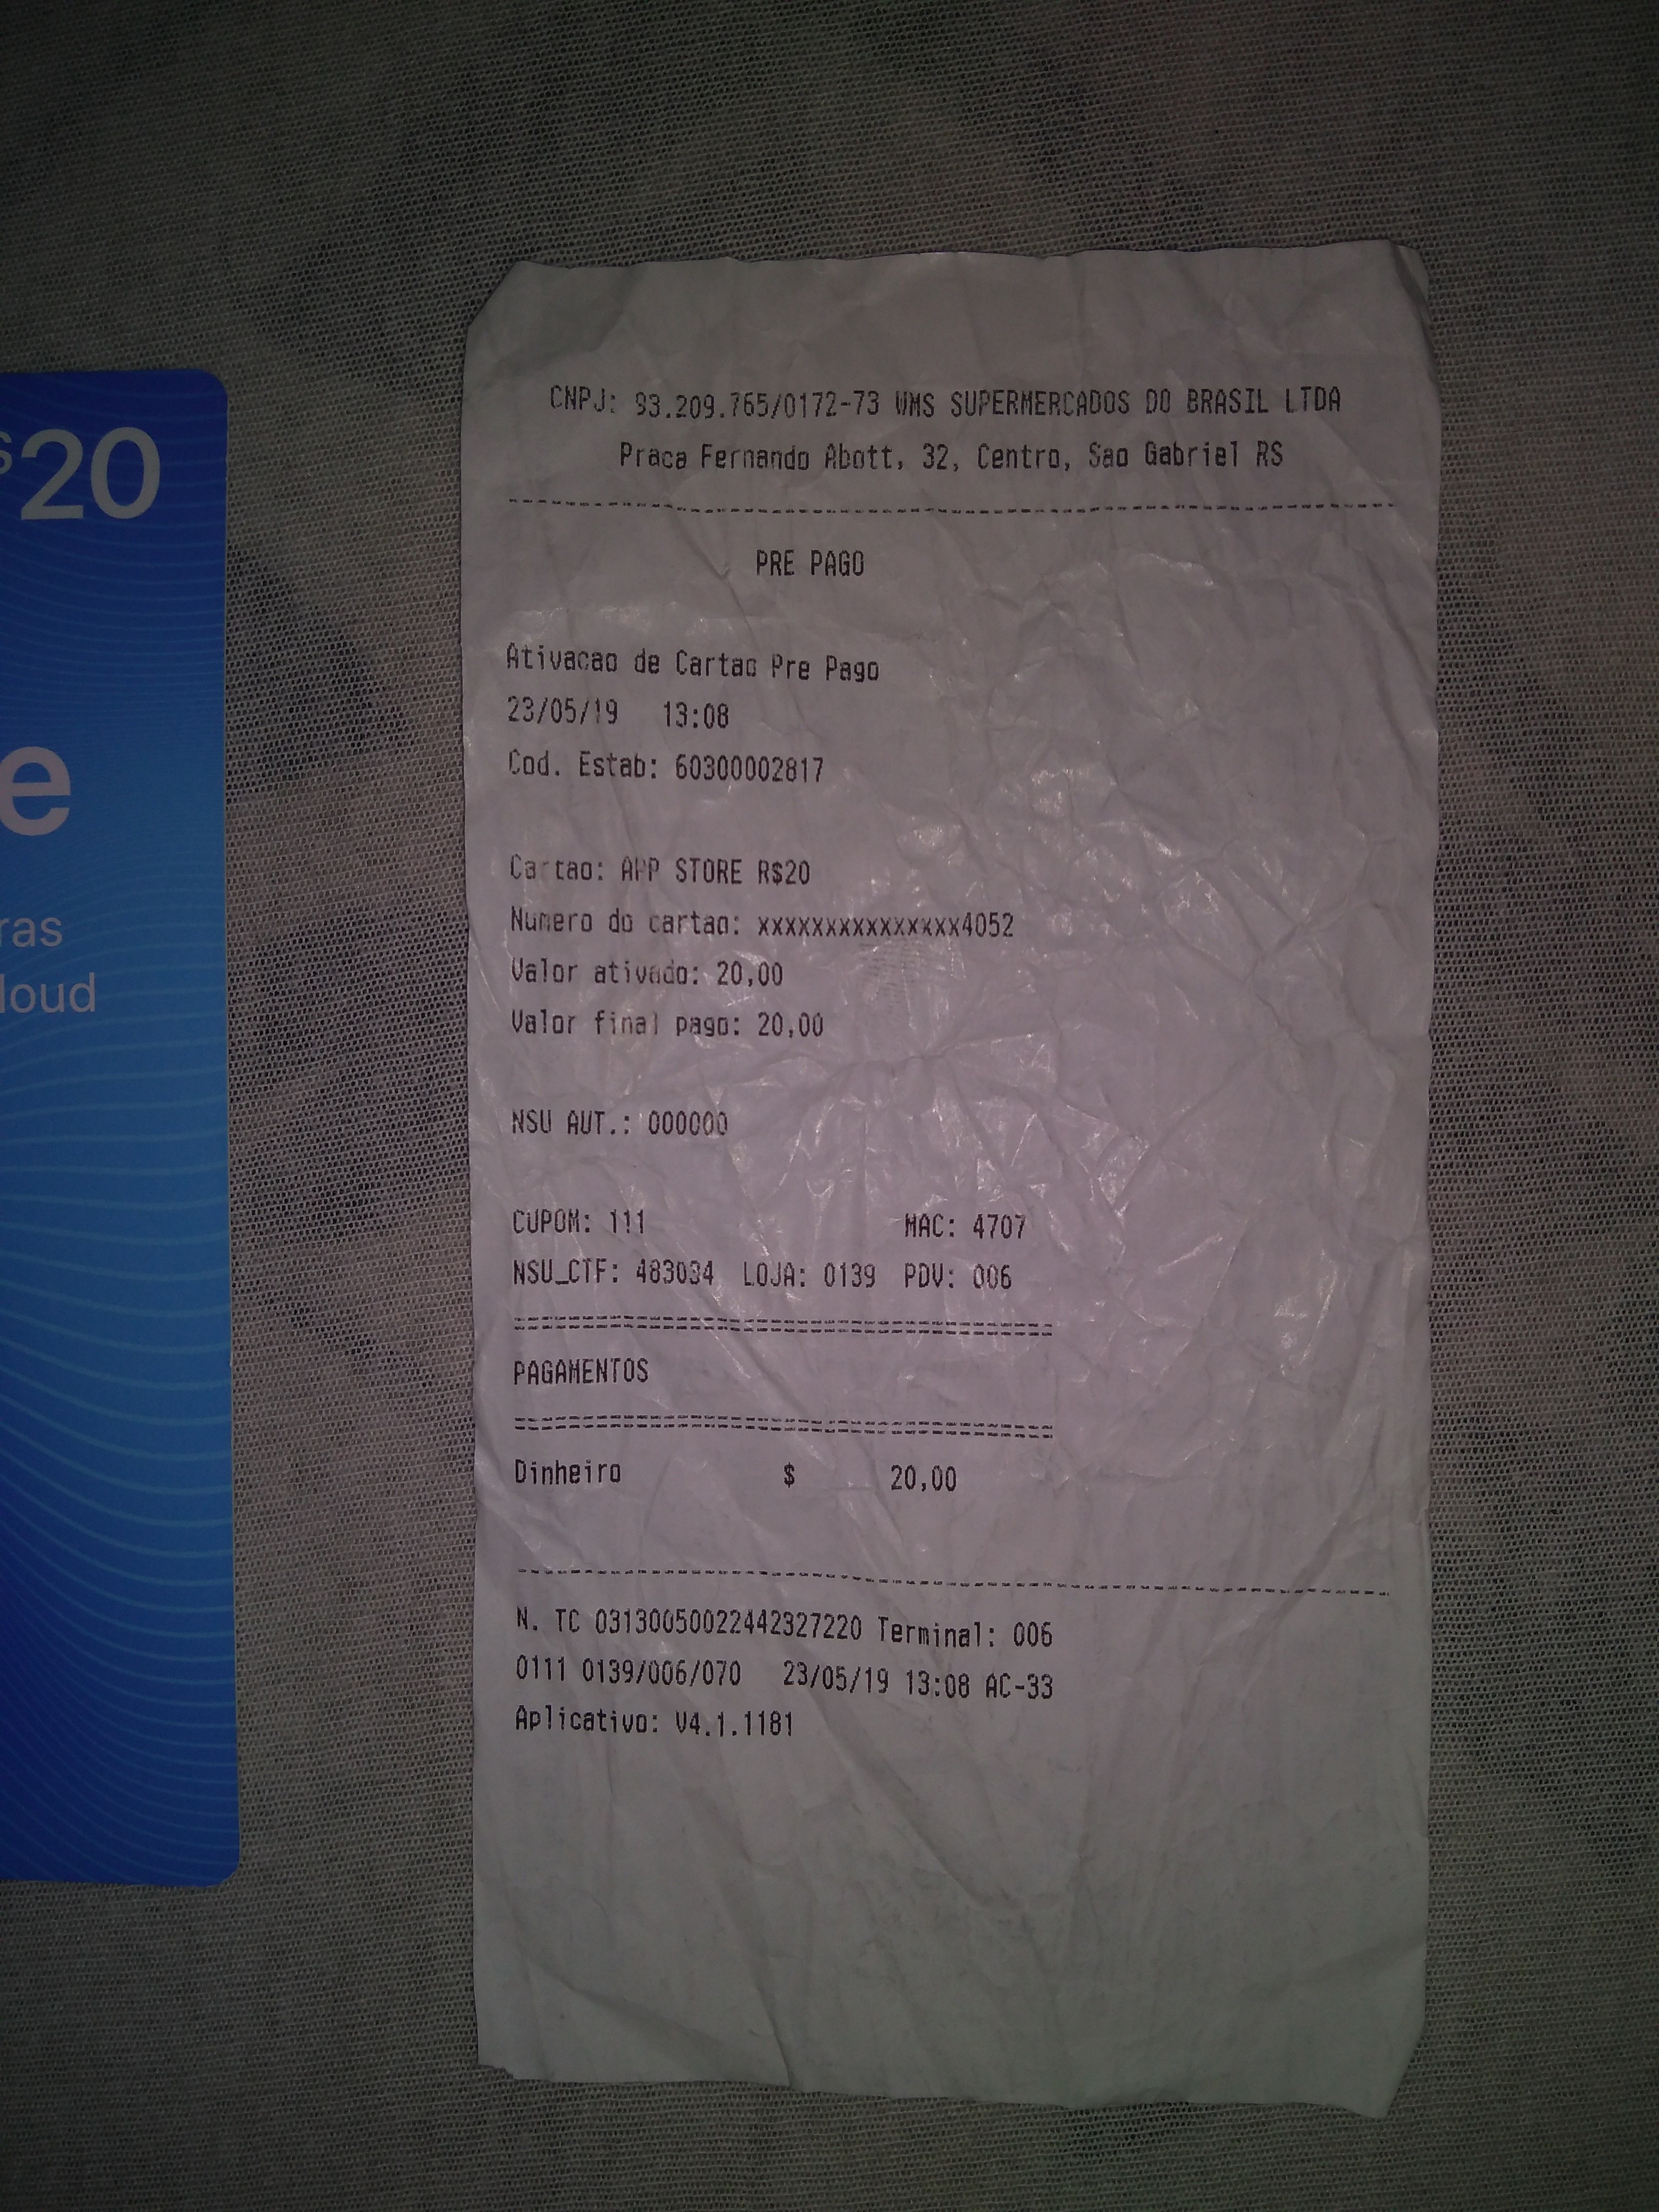 $20
e
ras
loud
CNPJ: 93.209.765/0172-73 WMS SUPERMERCADOS DO BRASIL LTDA
Praca Fernando Abott, 32, Centro, Sao Gabriel RS
PRE PAGO
Ativacao de Cartao Pre Pago
23/05/19 13:08
Cod. Estab: 60300002817
Cartao: APP STORE R$20
Numero do cartao: xxxxxxxxxxxxxxx4052
Valor ativado: 20,00
Valor final pago: 20,00
NSU AUT.: 000000
CUPOM: 111 MAC: 4707
NSU_CTF: 483034 LOJA: 0139 PDV: 006
PAGAMENTOS
Dinheiro $ 20,00
N. TC 03130050022442327220 Terminal: 006
0111 0139/006/070 23/05/19 13:08 AC-33
Aplicativo: V4.1.1181